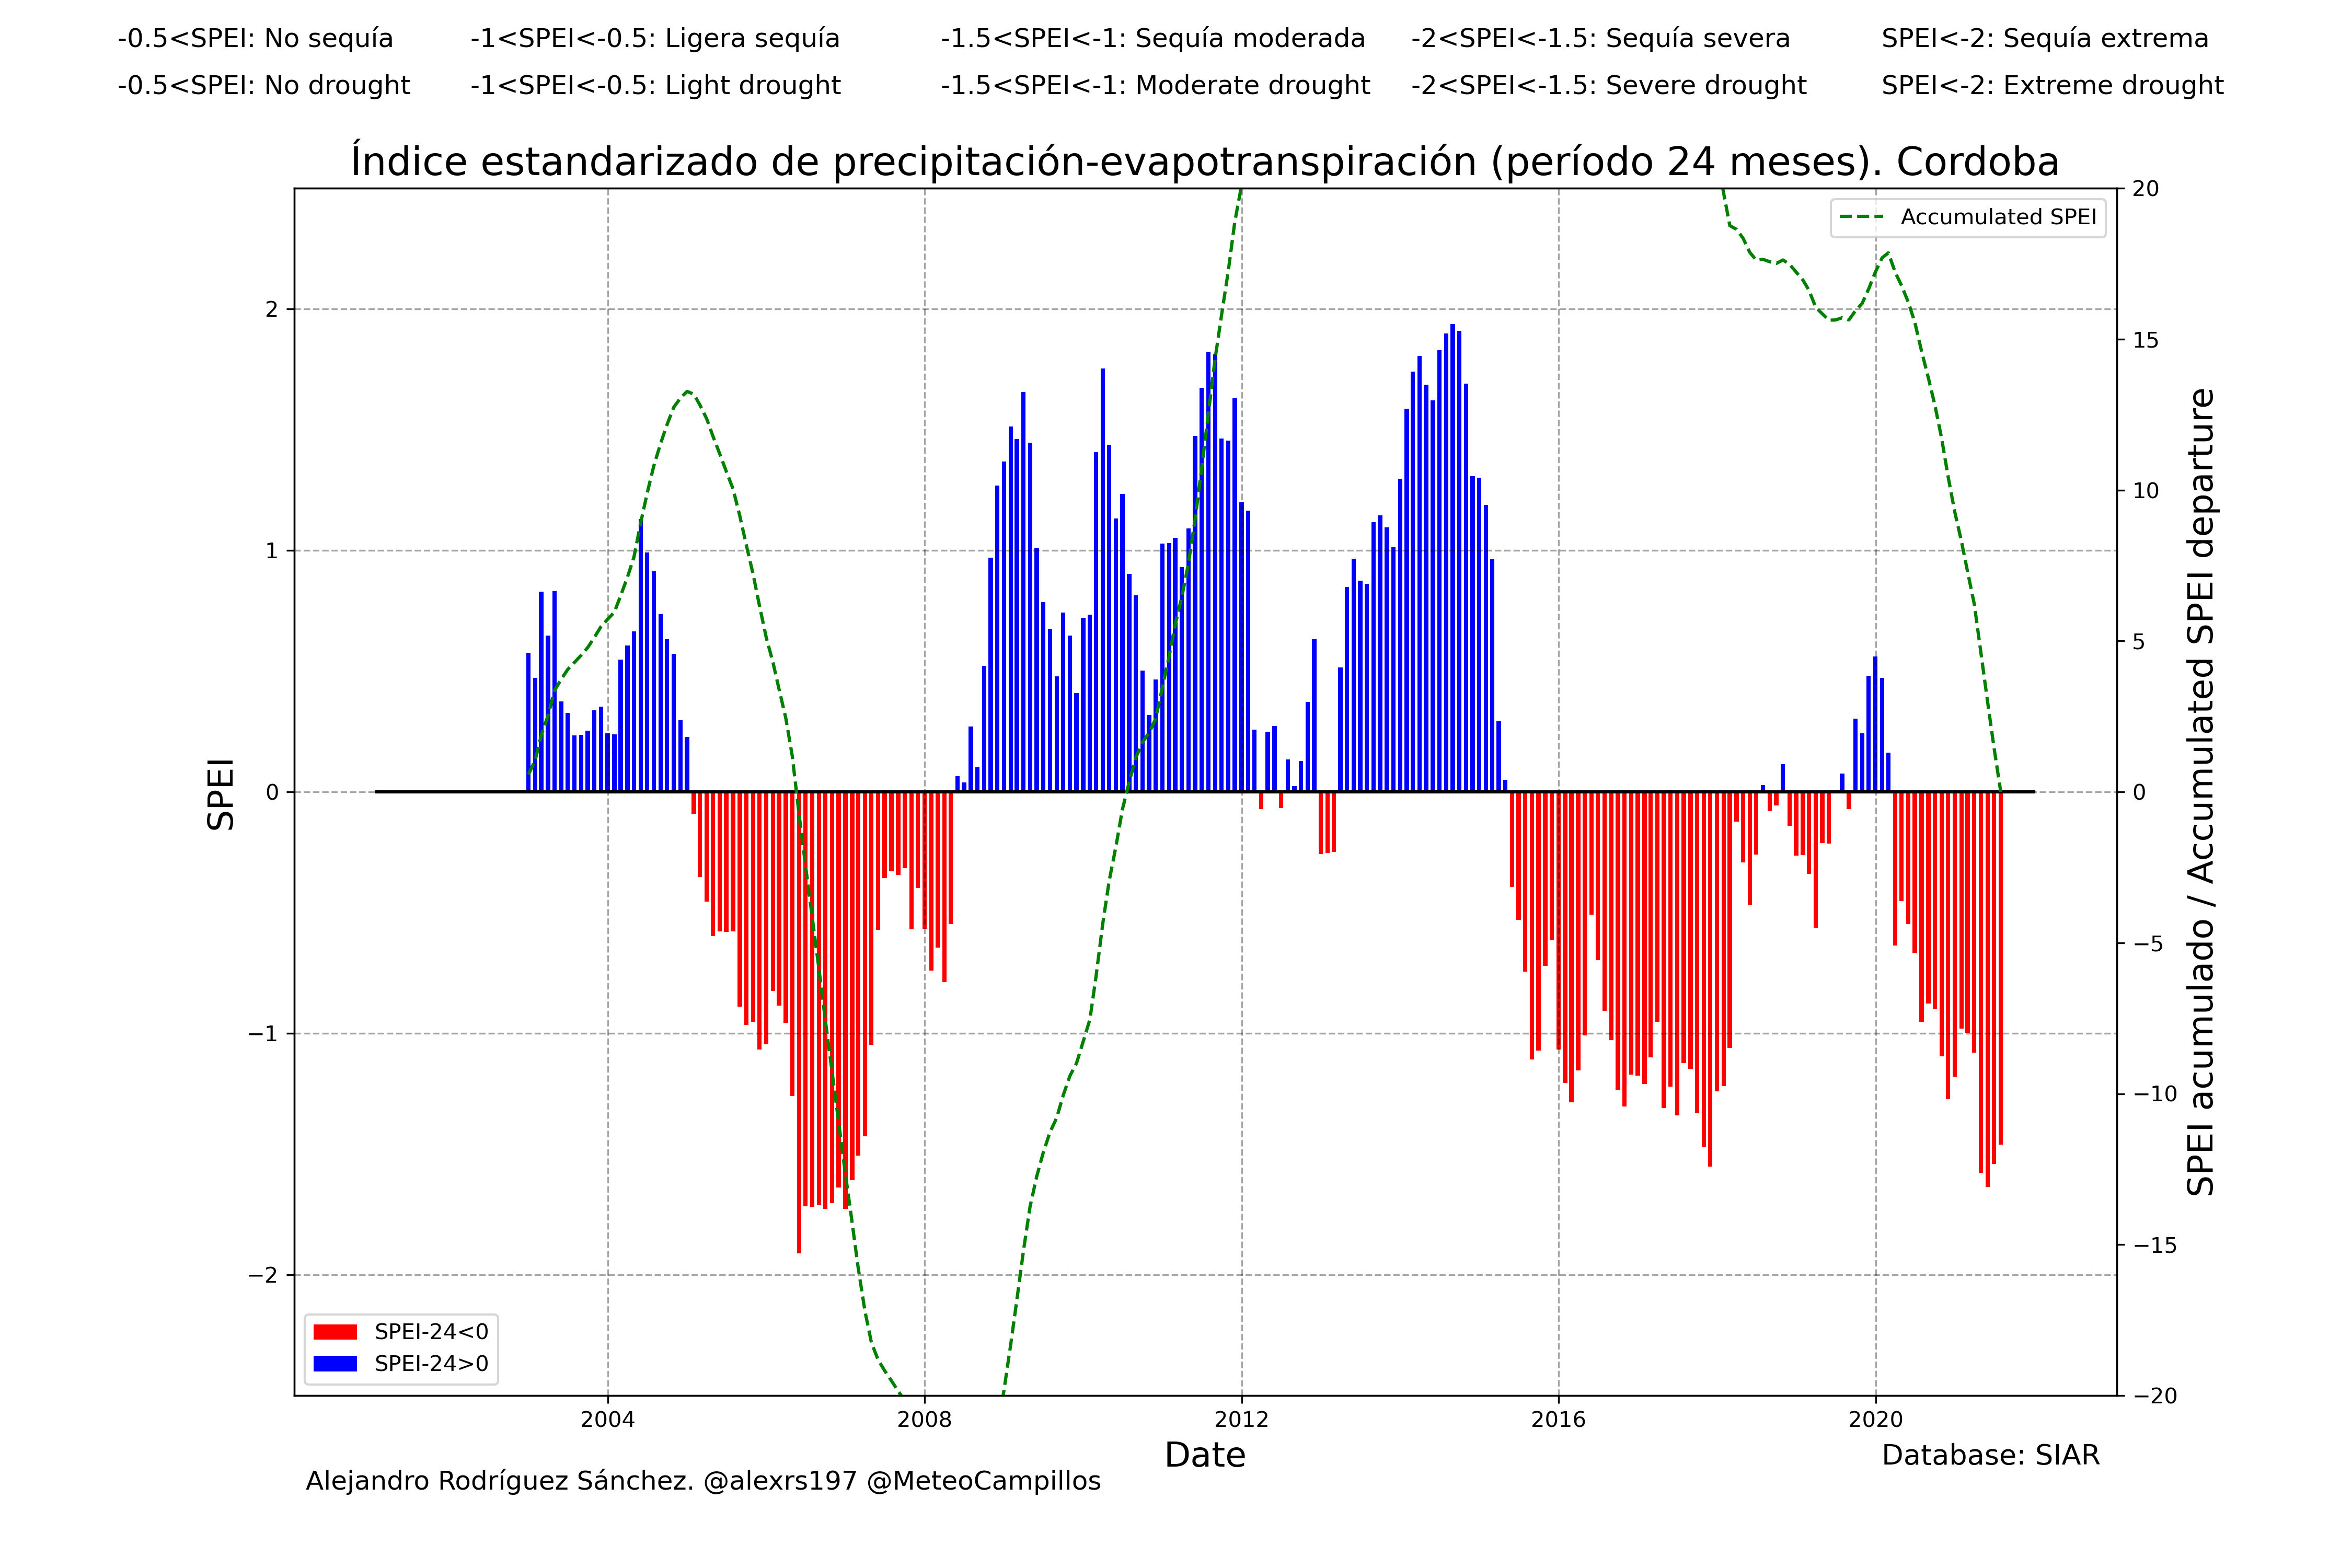 -0.5<SPEI: No sequía -1<SPEI<-0.5: Ligera sequía -1.5<SPEI<-1: Sequía moderada -2<SPEI<-1.5: Sequía severa SPEI<-2: Sequía extrema
-0.5<SPEI: No drought -1<SPEI<-0.5: Light drought -1.5<SPEI<-1: Moderate drought -2<SPEI<-1.5: Severe drought SPEI<-2: Extreme drought
Índice estandarizado de precipitación-evapotranspiración (período 24 meses). Cordoba
Accumulated SPEI
SPEI
2
1
0
−1
−2
20
15
10
5
0
−5
−10
−15
−20
SPEI acumulado / Accumulated SPEI departure
SPEI-24<0
SPEI-24>0
2004 2008 2012 2016 2020
Date
Database: SIAR
Alejandro Rodríguez Sánchez. @alexrs197 @MeteoCampillos